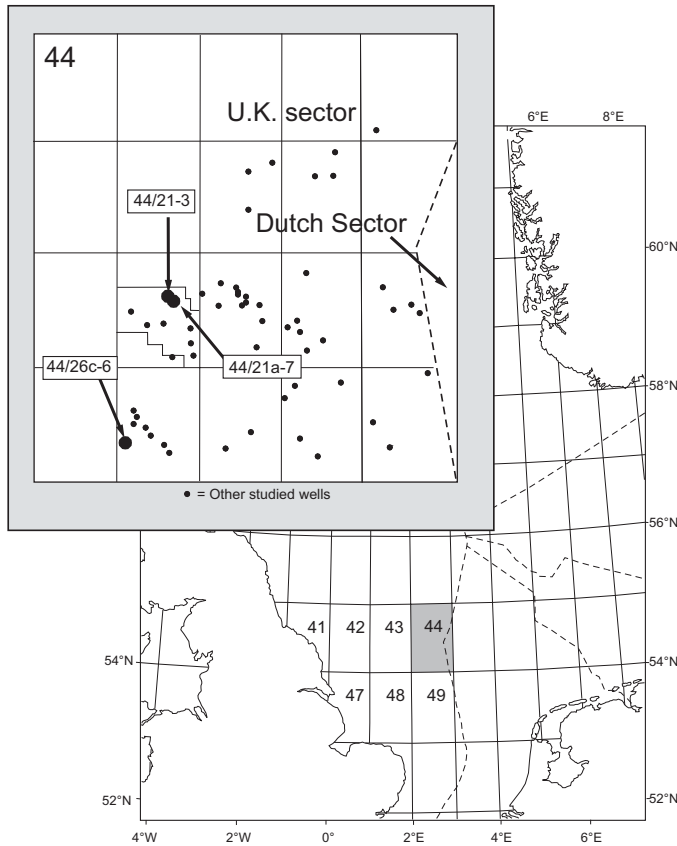 44
U.K. sector
44/21-3
Dutch Sector
44/26c-6
44/21a-7
= Other studied wells
6°E
8°E
60°N
58°N
56°N
41
42
43
44
54°N
54°N
47
48
49
52°N
52°N
4°W
2°W
0°
2°E
4°E
6°E